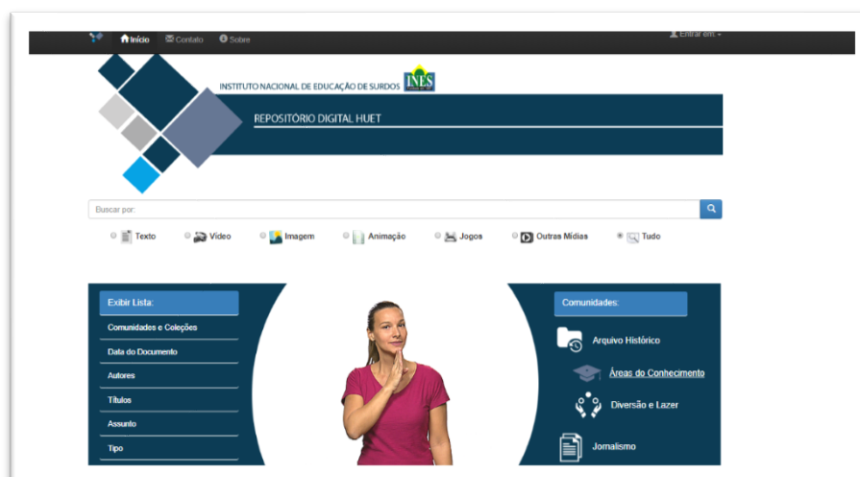 Início Contato Sobre Entrar em:
INSTITUTO NACIONAL DE EDUCAÇÃO DE SURDOS INES
REPOSITÓRIO DIGITAL HUET
Buscar por:
Texto Vídeo Imagem Animação Jogos Outras Mídias Tudo
Exibir Lista:
Comunidades e Coleções
Data do Documento
Autores
Títulos
Assunto
Tipo
Comunidades:
Arquivo Histórico
Áreas do Conhecimento
Diversão e Lazer
Jornalismo